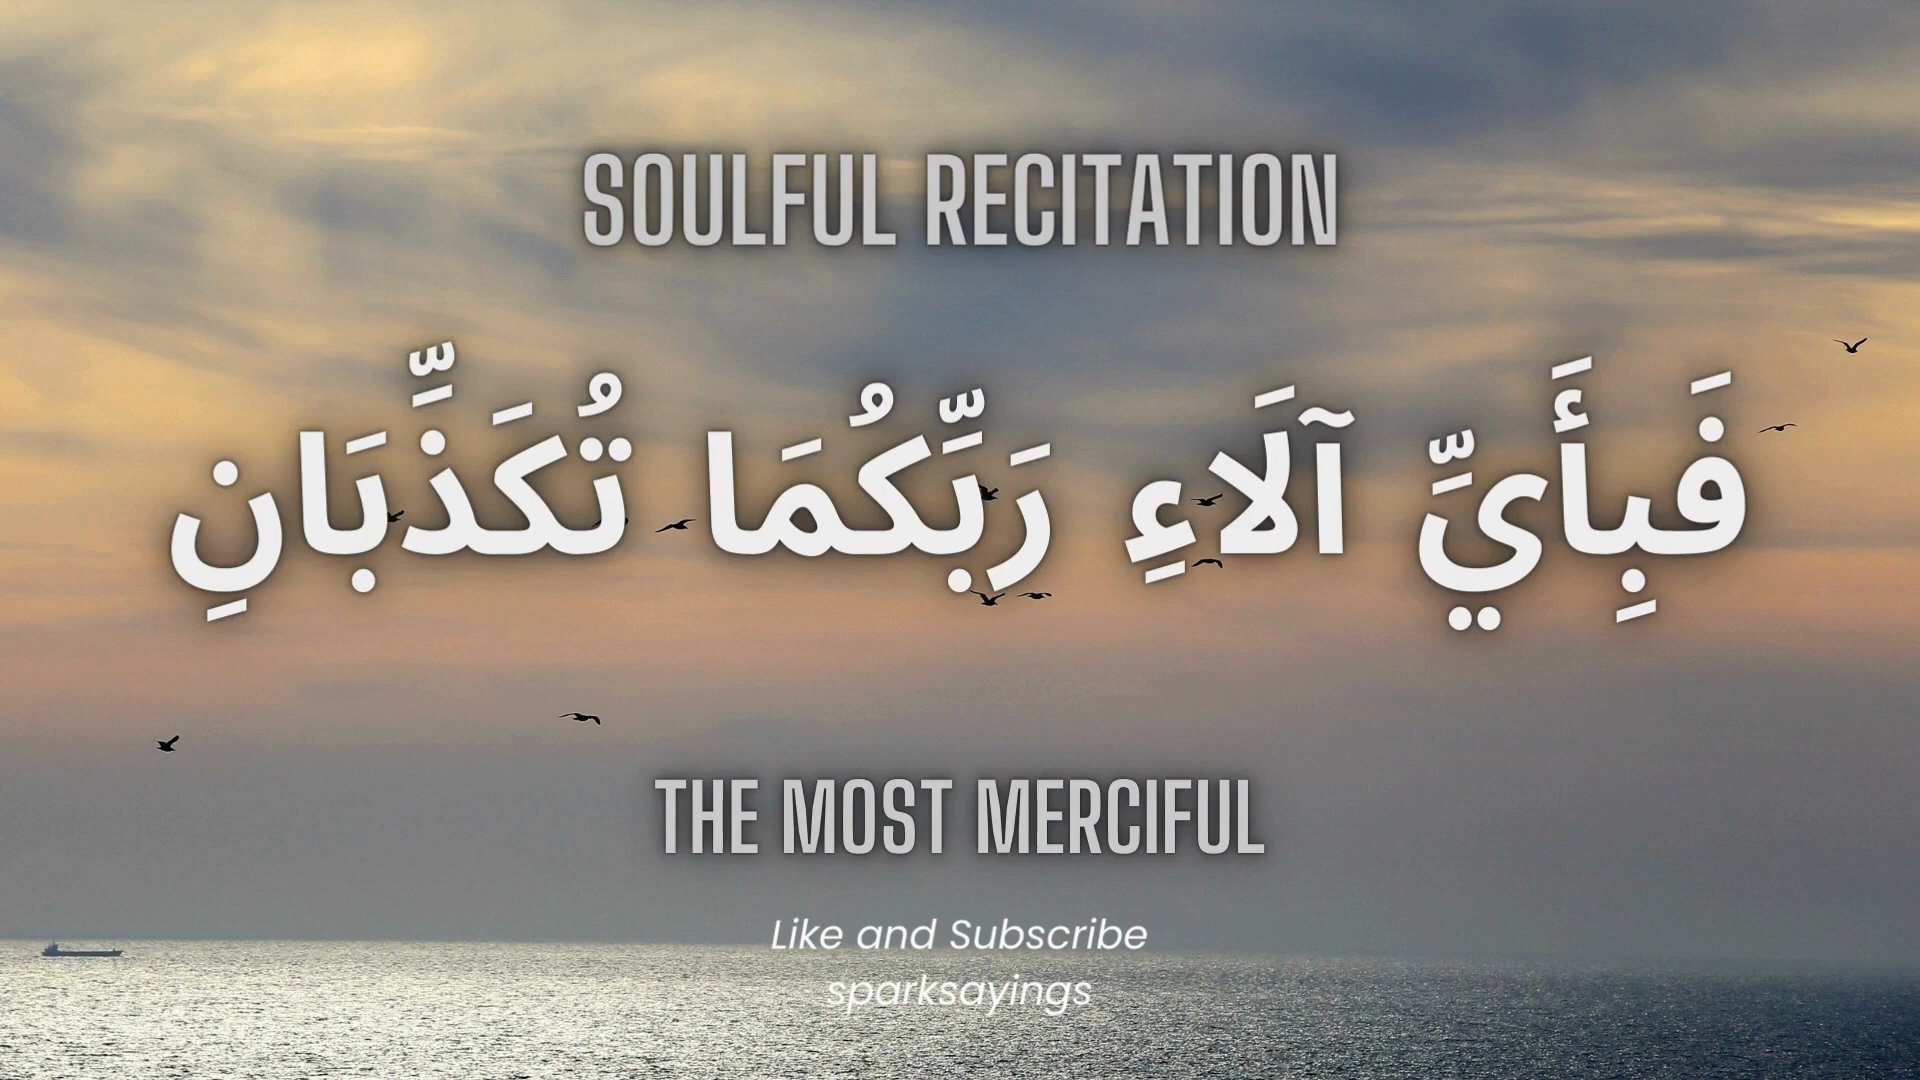 SOULFUL RECITATION
فَبِأَيِّ آلَاءِ رَبِّكُمَا تُكَذِّبَانِ
THE MOST MERCIFUL
Like and Subscribe
sparksayings